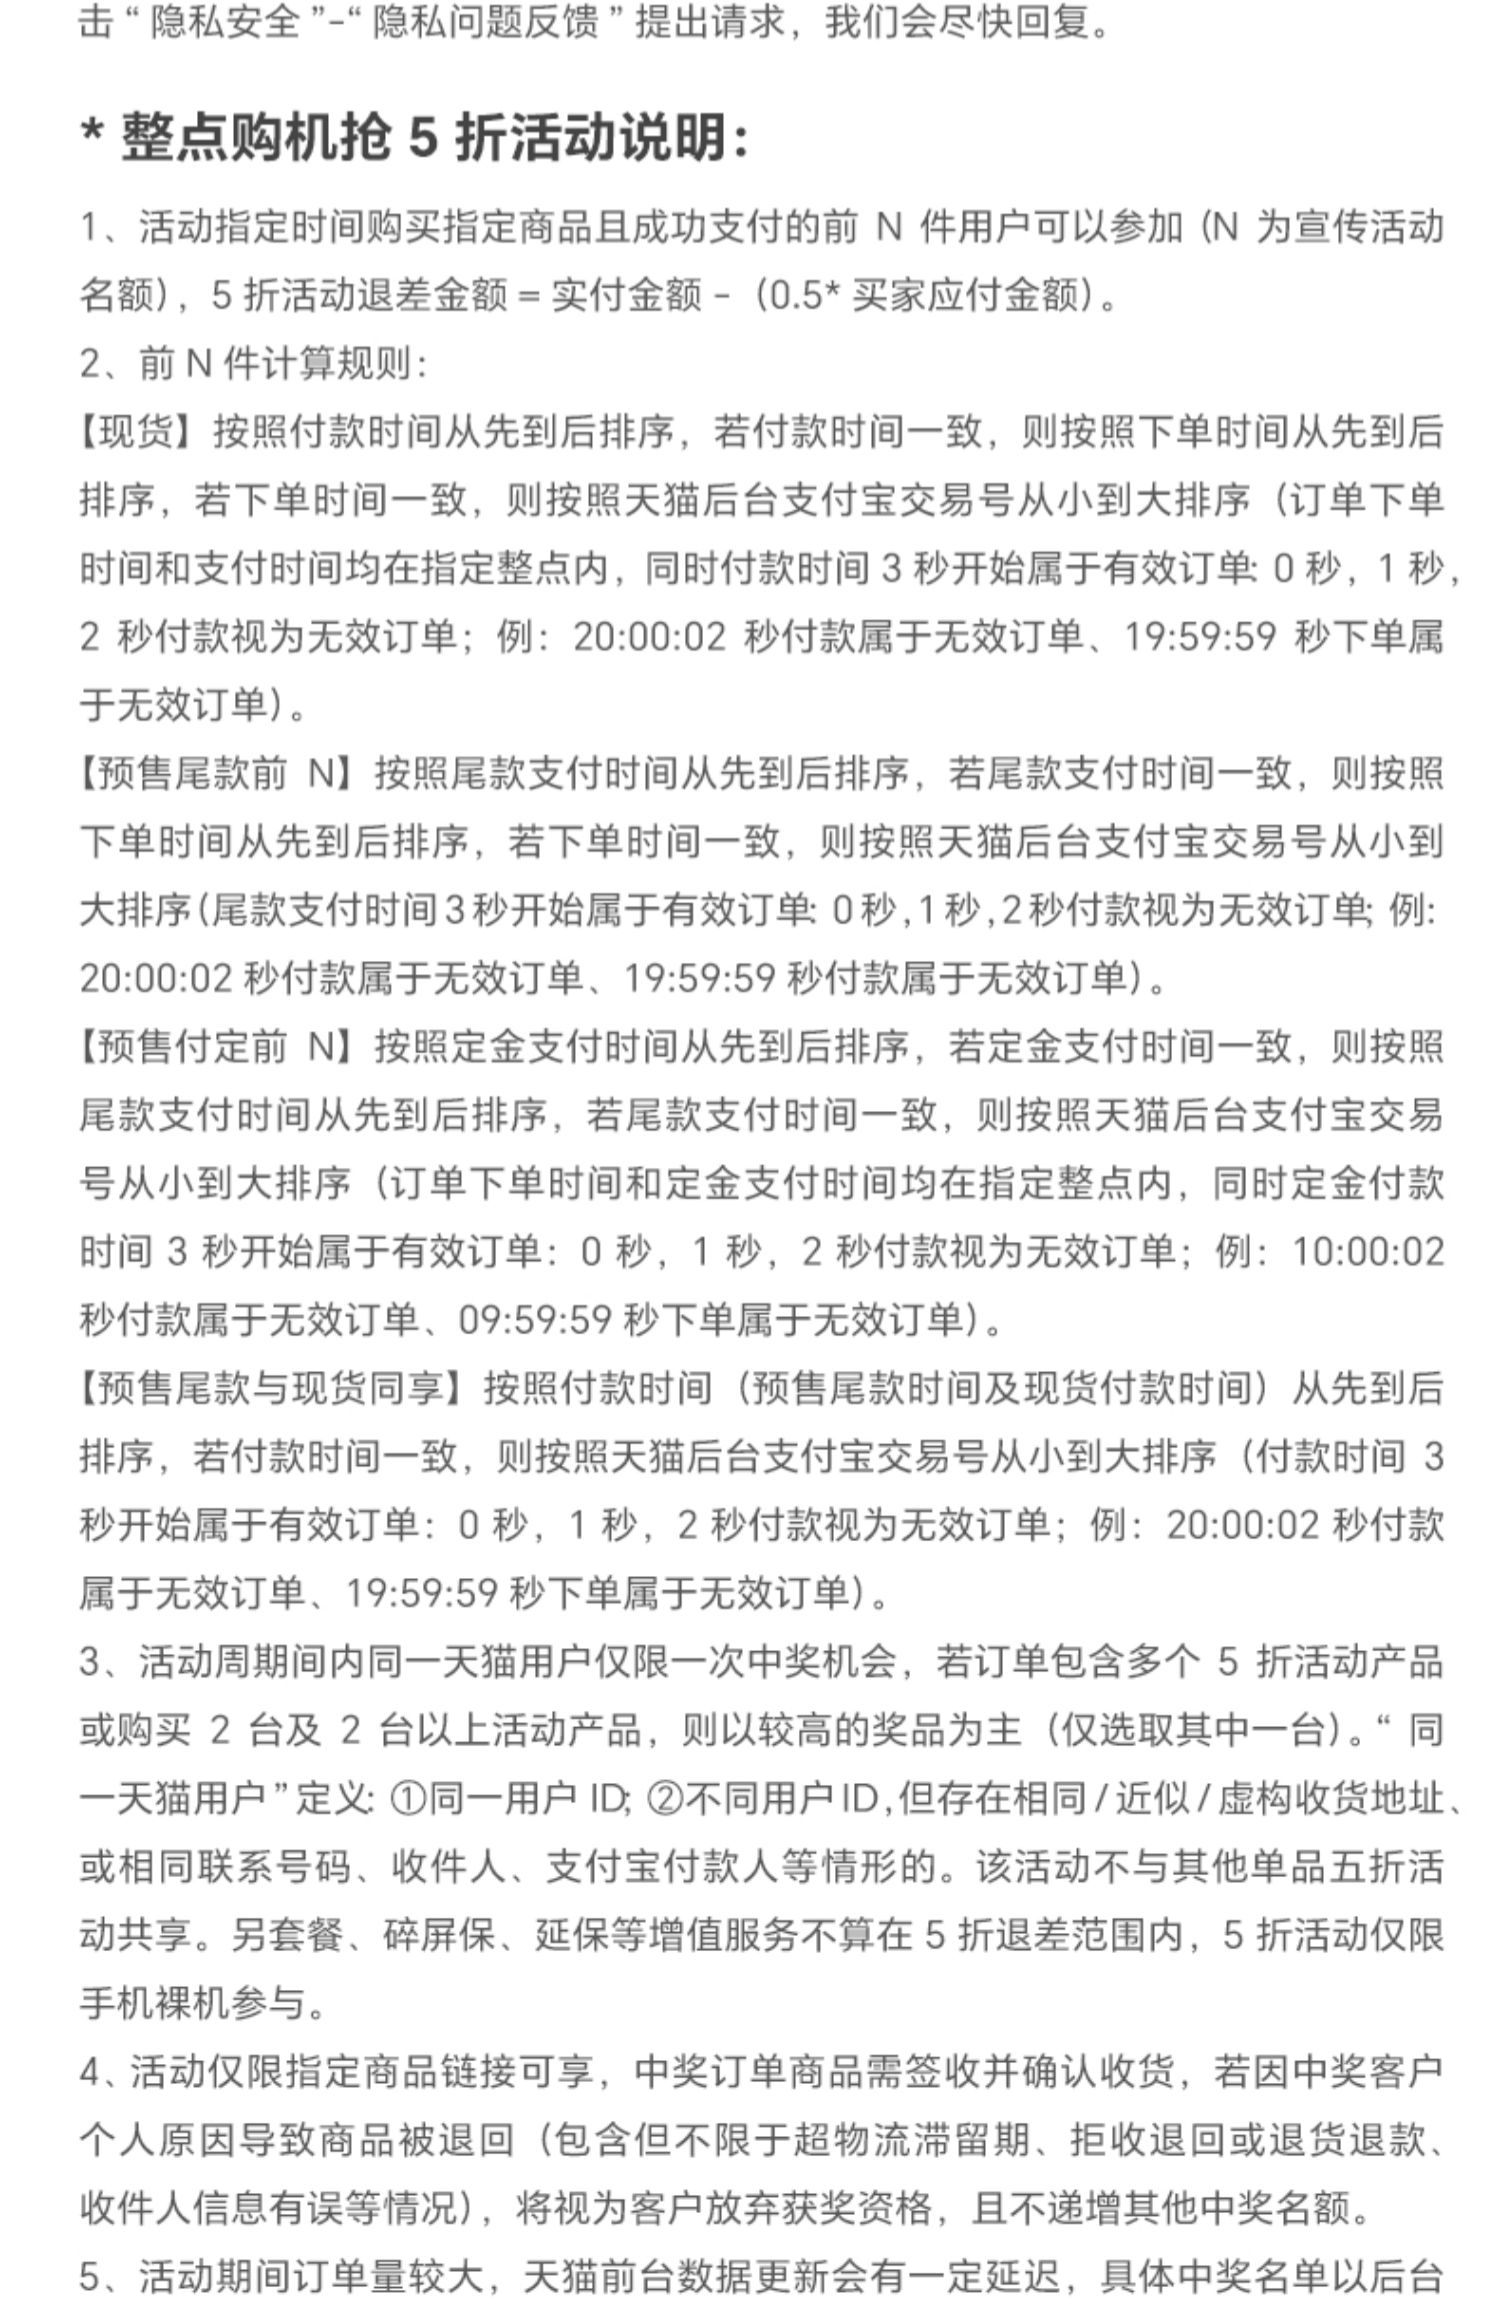 击“隐私安全”-“隐私问题反馈”提出请求，我们会尽快回复。
* 整点购机抢 5 折活动说明：
1、活动指定时间购买指定商品且成功支付的前 N 件用户可以参加（N 为宣传活动
名额），5 折活动退差金额 = 实付金额 -（0.5* 买家应付金额）。
2、前 N 件计算规则：
【现货】按照付款时间从先到后排序，若付款时间一致，则按照下单时间从先到后
排序，若下单时间一致，则按照天猫后台支付宝交易号从小到大排序（订单下单
时间和支付时间均在指定整点内，同时付款时间 3 秒开始属于有效订单：0 秒，1 秒，
2 秒付款视为无效订单；例：20:00:02 秒付款属于无效订单、19:59:59 秒下单属
于无效订单）。
【预售尾款前 N】按照尾款支付时间从先到后排序，若尾款支付时间一致，则按照
下单时间从先到后排序，若下单时间一致，则按照天猫后台支付宝交易号从小到
大排序（尾款支付时间 3 秒开始属于有效订单：0 秒，1 秒，2 秒付款视为无效订单；例：
20:00:02 秒付款属于无效订单、19:59:59 秒付款属于无效订单）。
【预售付定前 N】按照定金支付时间从先到后排序，若定金支付时间一致，则按照
尾款支付时间从先到后排序，若尾款支付时间一致，则按照天猫后台支付宝交易
号从小到大排序（订单下单时间和定金支付时间均在指定整点内，同时定金付款
时间 3 秒开始属于有效订单：0 秒，1 秒，2 秒付款视为无效订单；例：10:00:02
秒付款属于无效订单、09:59:59 秒下单属于无效订单）。
【预售尾款与现货同享】按照付款时间（预售尾款时间及现货付款时间）从先到后
排序，若付款时间一致，则按照天猫后台支付宝交易号从小到大排序（付款时间 3
秒开始属于有效订单：0 秒，1 秒，2 秒付款视为无效订单；例：20:00:02 秒付款
属于无效订单、19:59:59 秒下单属于无效订单）。
3、活动周期间内同一天猫用户仅限一次中奖机会，若订单包含多个 5 折活动产品
或购买 2 台及 2 台以上活动产品，则以较高的奖品为主（仅选取其中一台）。“同
一天猫用户”定义：①同一用户 ID；②不同用户 ID，但存在相同/近似/虚构收货地址、
或相同联系号码、收件人、支付宝付款人等情形的。该活动不与其他单品五折活
动共享。另套餐、碎屏保、延保等增值服务不算在 5 折退差范围内，5 折活动仅限
手机裸机参与。
4、活动仅限指定商品链接可享，中奖订单商品需签收并确认收货，若因中奖客户
个人原因导致商品被退回（包含但不限于超物流滞留期、拒收退回或退货退款、
收件人信息有误等情况），将视为客户放弃获奖资格，且不递增其他中奖名额。
5、活动期间订单量较大，天猫前台数据更新会有一定延迟，具体中奖名单以后台